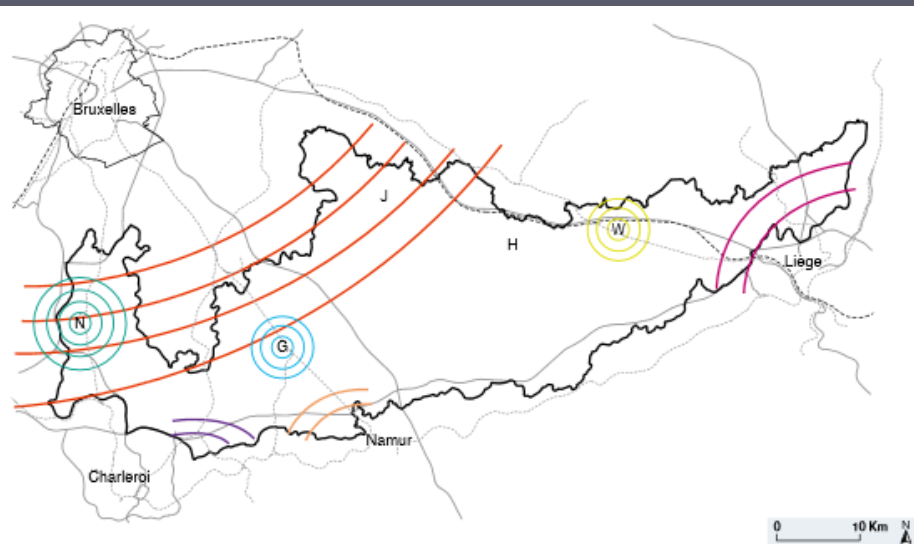 Bruxelles
J
W
H
Liège
N
G
Namur
Charleroi
0 10 Km N